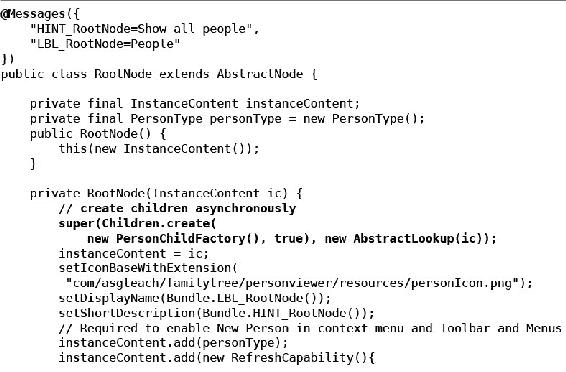 @Messages({
    "HINT_RootNode=Show all people",
    "LBL_RootNode=People"
})
public class RootNode extends AbstractNode {

    private final InstanceContent instanceContent;
    private final PersonType personType = new PersonType();
    public RootNode() {
        this(new InstanceContent());
    }

    private RootNode(InstanceContent ic) {
        // create children asynchronously
        super(Children.create(
            new PersonChildFactory(), true), new AbstractLookup(ic));
        instanceContent = ic;
        setIconBaseWithExtension(
         "com/asgteach/familytree/personviewer/resources/personIcon.png");
        setDisplayName(Bundle.LBL_RootNode());
        setShortDescription(Bundle.HINT_RootNode());
        // Required to enable New Person in context menu and Toolbar and Menus
        instanceContent.add(personType);
        instanceContent.add(new RefreshCapability(){